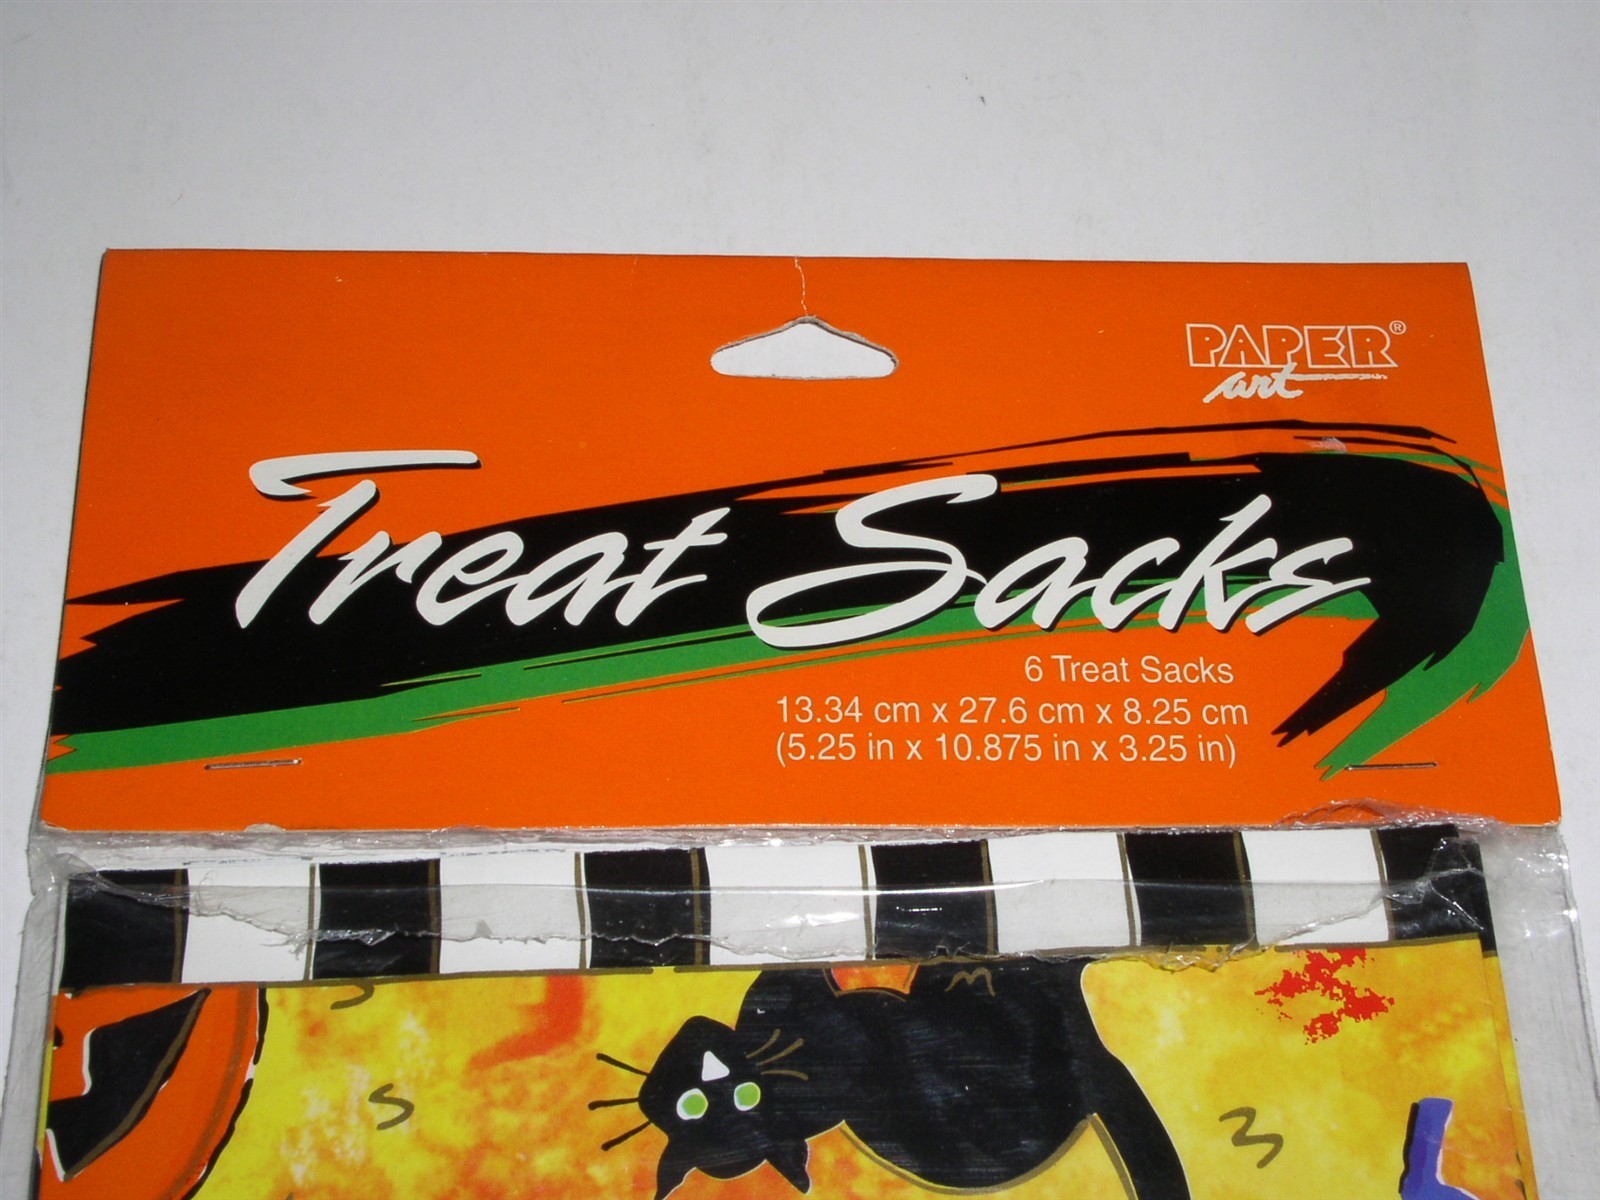 PAPER®
art
Treat Sacks
6 Treat Sacks
13.34 cm x 27.6 cm x 8.25 cm
(5.25 in x 10.875 in x 3.25 in)